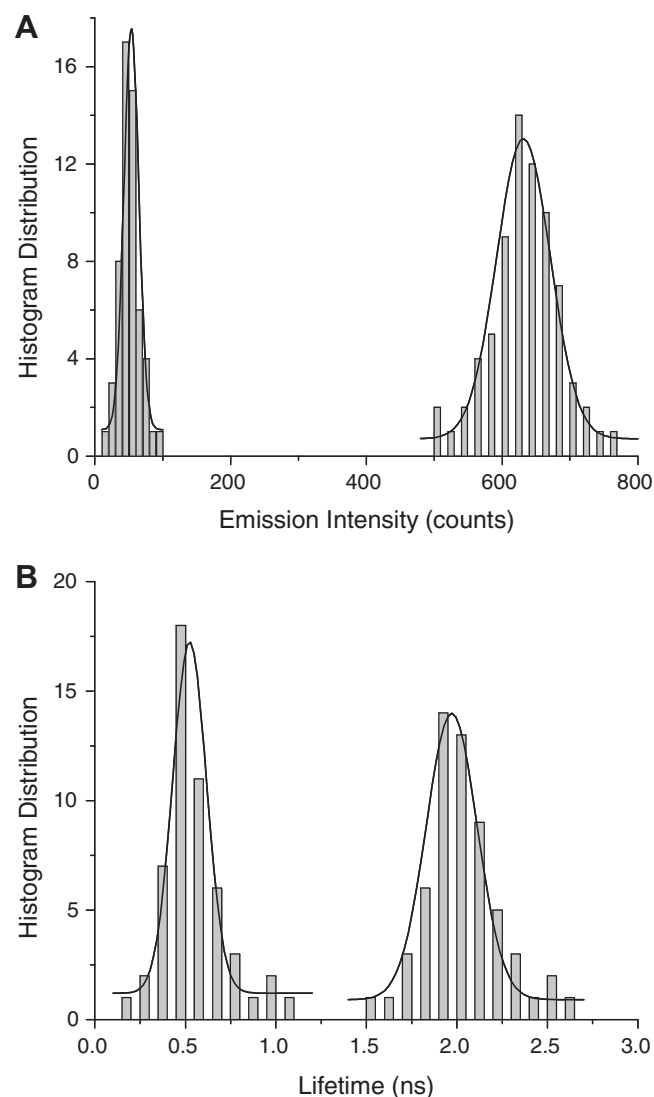 A
16
12
8
4
0
Histogram Distribution
0 200 400 600 800
Emission Intensity (counts)
B
20
15
10
5
0
Histogram Distribution
0.0 0.5 1.0 1.5 2.0 2.5 3.0
Lifetime (ns)